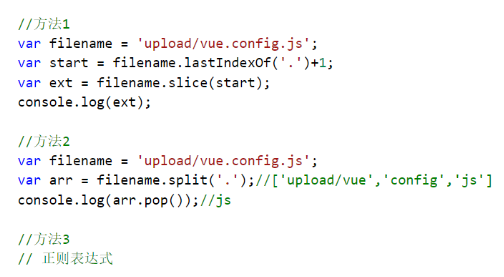 //方法1
var filename = 'upload/vue.config.js';
var start = filename.lastIndexOf('.')+1;
var ext = filename.slice(start);
console.log(ext);
//方法2
var filename = 'upload/vue.config.js';
var arr = filename.split('.');//['upload/vue','config','js']
console.log(arr.pop());//js
//方法3
// 正则表达式